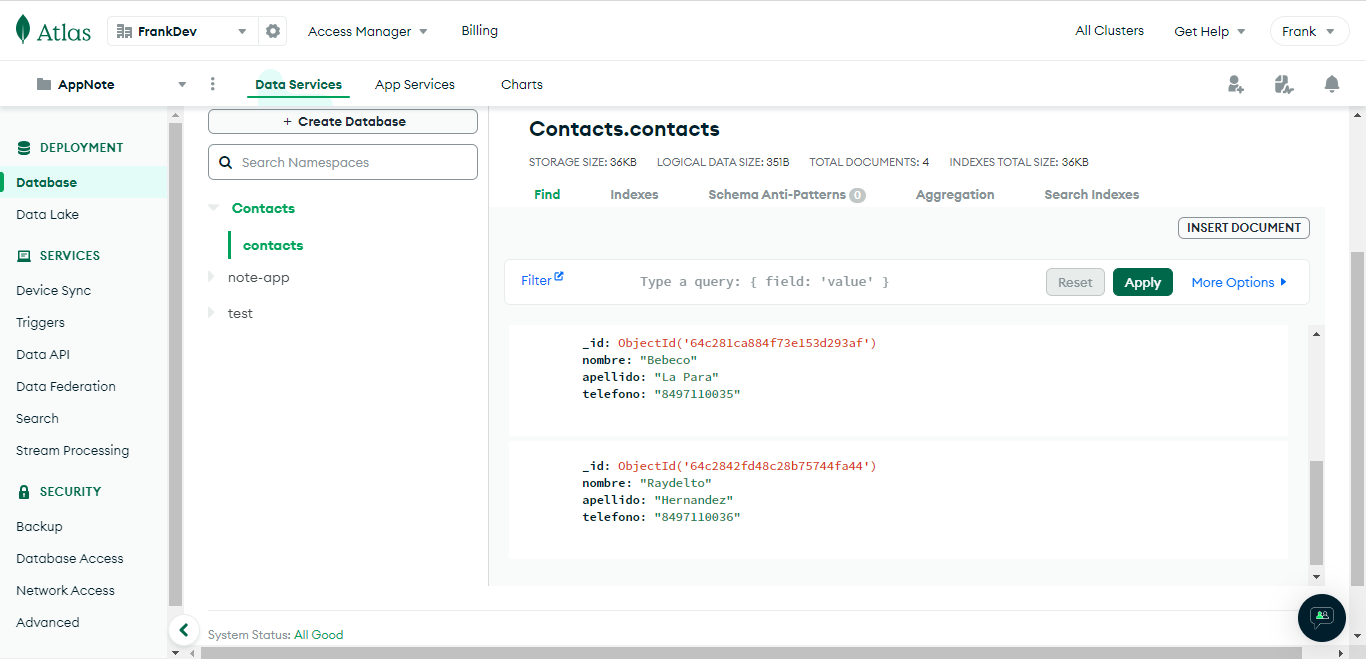 Atlas
FrankDev
Access Manager
Billing
All Clusters
Get Help
Frank
AppNote
Data Services
App Services
Charts
DEPLOYMENT
Database
Data Lake
SERVICES
Device Sync
Triggers
Data API
Data Federation
Search
Stream Processing
SECURITY
Backup
Database Access
Network Access
Advanced
+ Create Database
Search Namespaces
Contacts
contacts
note-app
test
Contacts.contacts
STORAGE SIZE: 36KB LOGICAL DATA SIZE: 351B TOTAL DOCUMENTS: 4 INDEXES TOTAL SIZE: 36KB
Find Indexes Schema Anti-Patterns 0 Aggregation Search Indexes
INSERT DOCUMENT
Filter Type a query: { field: 'value' } Reset Apply More Options
_id: ObjectId('64c281ca884f73e153d293af')
nombre: "Bebeco"
apellido: "La Para"
telefono: "8497110035"
_id: ObjectId('64c2842fd48c28b75744fa44')
nombre: "Raydelto"
apellido: "Hernandez"
telefono: "8497110036"
System Status: All Good